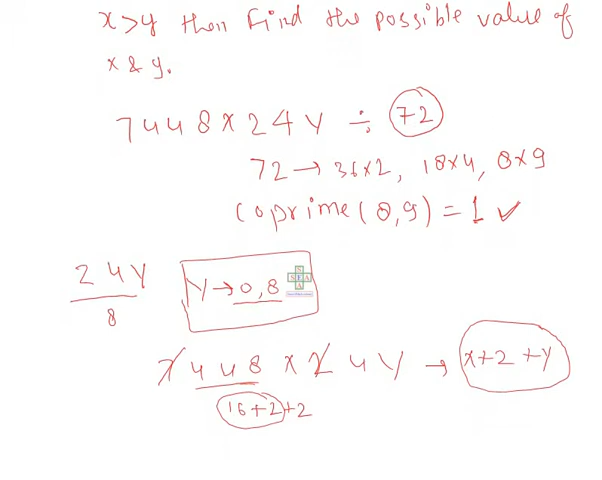 x>y then Find the possible value of
x & y.
7448x24y ÷ 72
72→36×2, 18×4, 8×9
Coprime(8,9)=1 ✓
24y
8
y→0,8
S
SEA
A
7448x24y → x+2+y
16+2+2